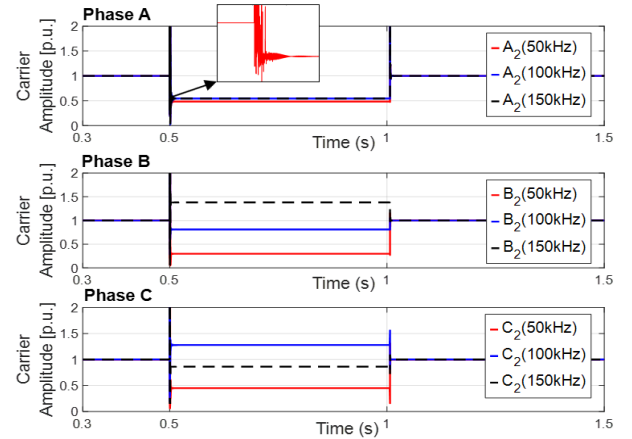 Phase A
Carrier
Amplitude [p.u.]
2
1.5
1
0.5
0
0.3
0.5
1
1.5
Time (s)
A2(50kHz)
A2(100kHz)
A2(150kHz)
Phase B
Carrier
Amplitude [p.u.]
2
1.5
1
0.5
0
0.3
0.5
1
1.5
Time (s)
B2(50kHz)
B2(100kHz)
B2(150kHz)
Phase C
Carrier
Amplitude [p.u.]
2
1.5
1
0.5
0
0.3
0.5
1
1.5
Time (s)
C2(50kHz)
C2(100kHz)
C2(150kHz)